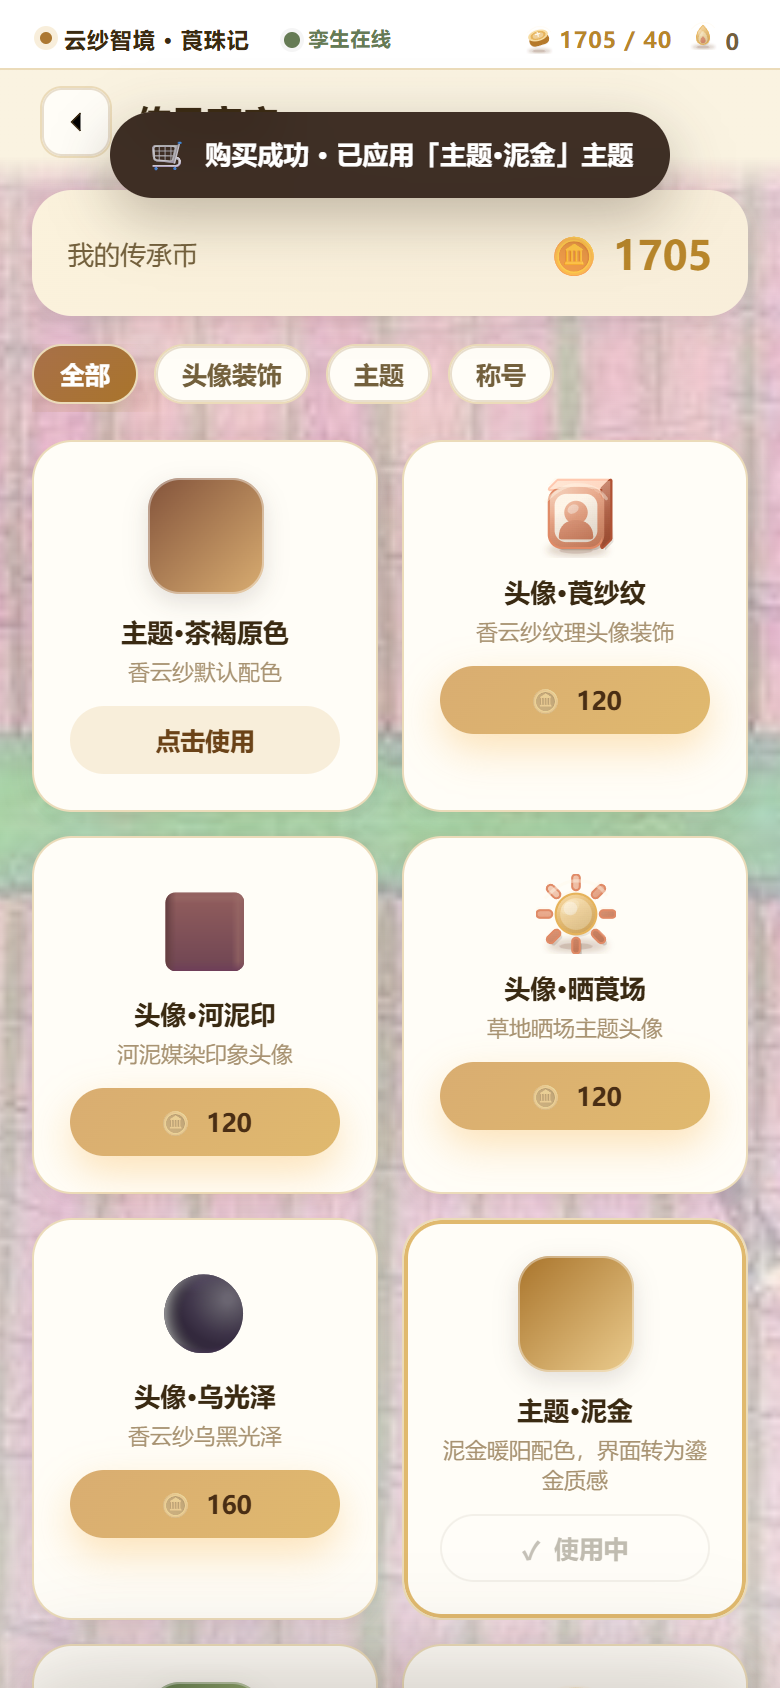 云纱智境·莨珠记 孪生在线 1705 / 40 0
购买成功·已应用「主题·泥金」主题
我的传承币 1705
全部 头像装饰 主题 称号
主题·茶褐原色
香云纱默认配色
点击使用
头像·莨纱纹
香云纱纹理头像装饰
120
头像·河泥印
河泥媒染印象头像
120
头像·晒莨场
草地晒场主题头像
120
头像·乌光泽
香云纱乌黑光泽
160
主题·泥金
泥金暖阳配色，界面转为鎏
金质感
✓ 使用中